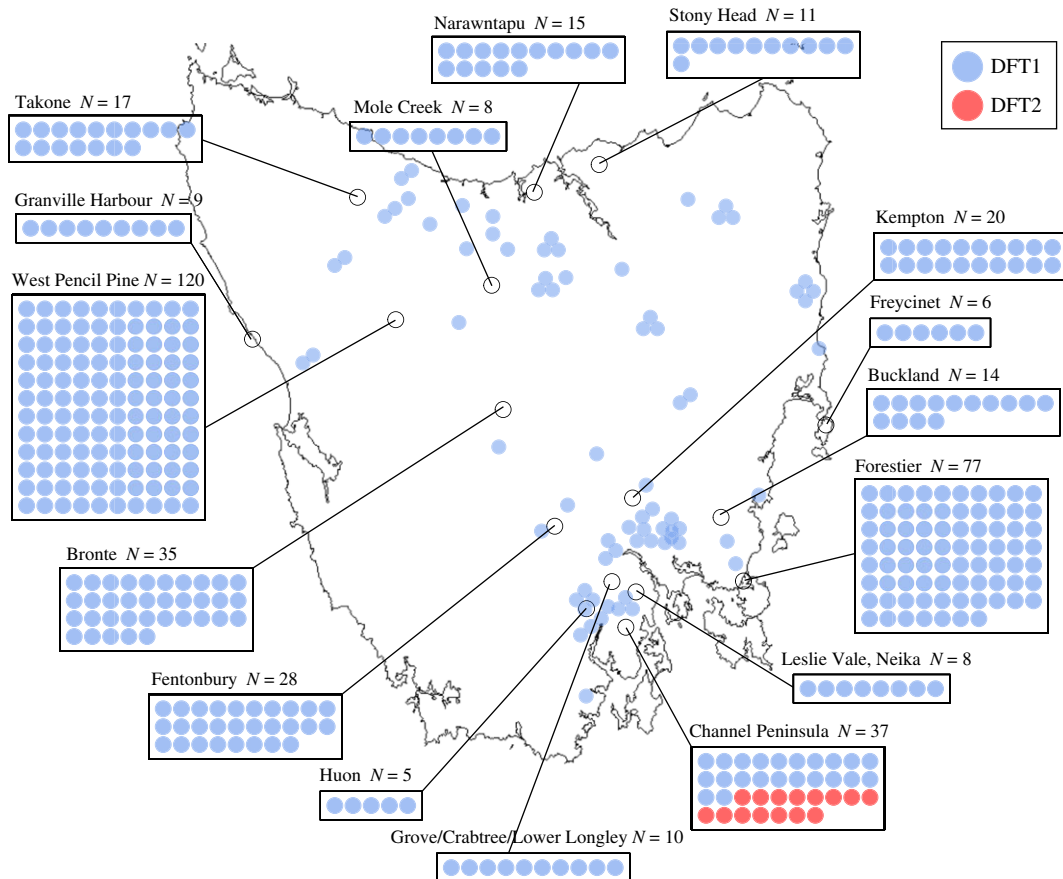 Narawntapu N = 15
Stony Head N = 11
DFT1
DFT2
Takone N = 17
Mole Creek N = 8
Granville Harbour N = 9
Kempton N = 20
West Pencil Pine N = 120
Freycinet N = 6
Buckland N = 14
Forestier N = 77
Bronte N = 35
Leslie Vale, Neika N = 8
Fentonbury N = 28
Channel Peninsula N = 37
Huon N = 5
Grove/Crabtree/Lower Longley N = 10